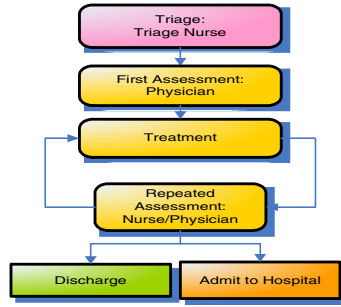 Triage:
Triage Nurse
First Assessment:
Physician
Treatment
Repeated
Assessment:
Nurse/Physician
Discharge
Admit to Hospital